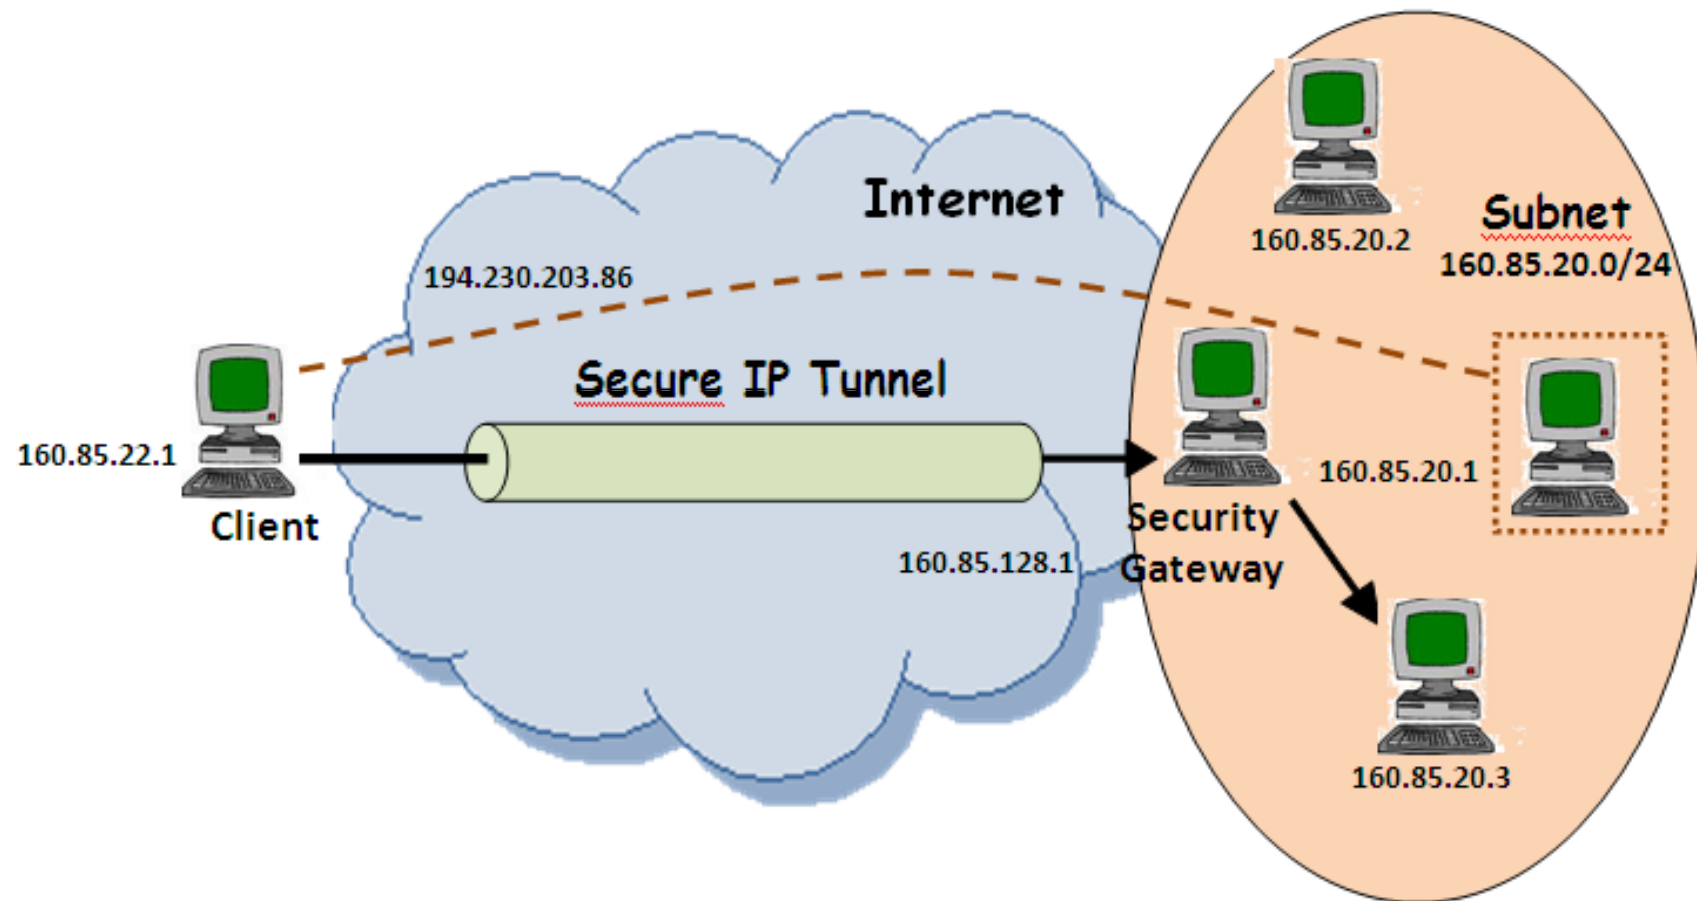 Internet
160.85.20.2
Subnet
160.85.20.0/24
194.230.203.86
Secure IP Tunnel
160.85.22.1
Client
160.85.20.1
Security
Gateway
160.85.128.1
160.85.20.3